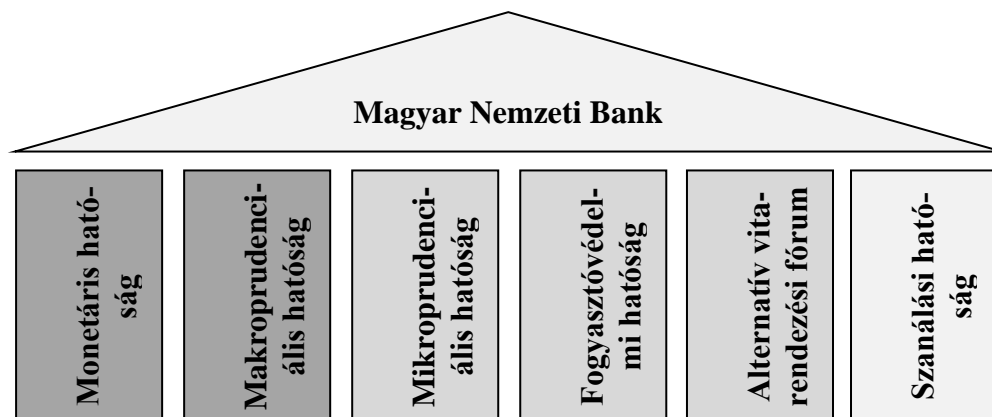 Magyar Nemzeti Bank
Monetáris ható-
ság
Makroprudenci-
ális hatóság
Mikroprudenci-
ális hatóság
Fogyasztóvédel-
mi hatóság
Alternatív vita-
rendezési fórum
Szanálási ható-
ság